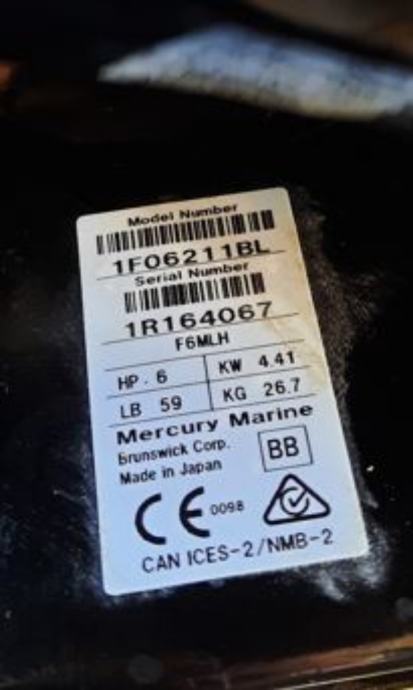 Model Number
1F06211BL
Serial Number
1R164067
F6MLH
HP . 6 KW 4.41
LB 59 KG 26.7
Mercury Marine
Brunswick Corp.
Made in Japan
BB
CE 0098
CAN ICES-2/NMB-2